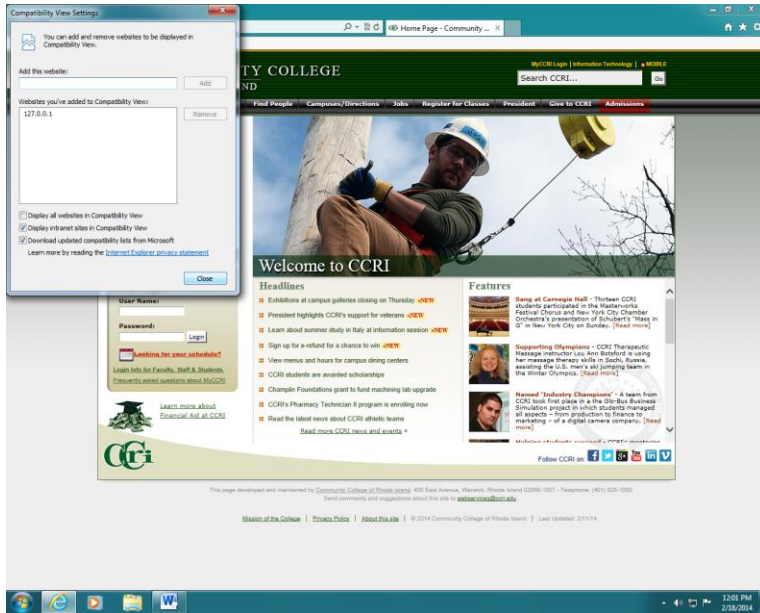 Compatibility View Settings
You can add and remove websites to be displayed in
Compatibility View.
Add this website:
Add
Websites you've added to Compatibility View:
127.0.0.1
Remove
Display all websites in Compatibility View
Display intranet sites in Compatibility View
Download updated compatibility lists from Microsoft
Learn more by reading the Internet Explorer privacy statement
Close
Home Page - Community ...
TY COLLEGE
ND
MyCCRI Login | Information Technology | MOBILE
Search CCRI...
Go
Find People Campuses/Directions Jobs Register for Classes President Give to CCRI Admissions
Welcome to CCRI
Headlines
Exhibitions at campus galleries closing on Thursday NEW
President highlights CCRI's support for veterans NEW
Learn about summer study in Italy at information session NEW
Sign up for e-refund for a chance to win NEW
View menus and hours for campus dining centers
CCRI students are awarded scholarships
Champlin Foundations grant to fund machining lab upgrade
CCRI's Pharmacy Technician II program is enrolling now
Read the latest news about CCRI athletic teams
Read more CCRI news and events »
Features
Sang at Carnegie Hall - Thirteen CCRI
students participated in the Masterworks
Festival Chorus and New York City Chamber
Orchestra's presentation of Schubert's "Mass in
G" in New York City on Sunday. [Read more]
Supporting Olympians - CCRI Therapeutic
Massage instructor Lou Ann Botsford is using
her massage therapy skills in Sochi, Russia,
assisting the U.S. men's ski jumping team in
the Winter Olympics. [Read more]
Named 'Industry Champions' - A team from
CCRI took first place in a the Glo-Bus Business
Simulation project in which students managed
all aspects – from production to finance to
marketing – of a digital camera company. [Read
more]
User Name:
Password:
Login
Looking for your schedule?
Login Info for Faculty, Staff & Students.
Frequently asked questions about MyCCRI
Learn more about
Financial Aid at CCRI
CCRi
Follow CCRI on:
This page developed and maintained by Community College of Rhode Island, 400 East Avenue, Warwick, Rhode Island 02886-1807 - Telephone: (401) 825-1000.
Send comments and suggestions about this site to webservices@ccri.edu.
Mission of the College | Privacy Policy | About this site | © 2014 Community College of Rhode Island | Last Updated: 2/11/14
12:01 PM
2/18/2014